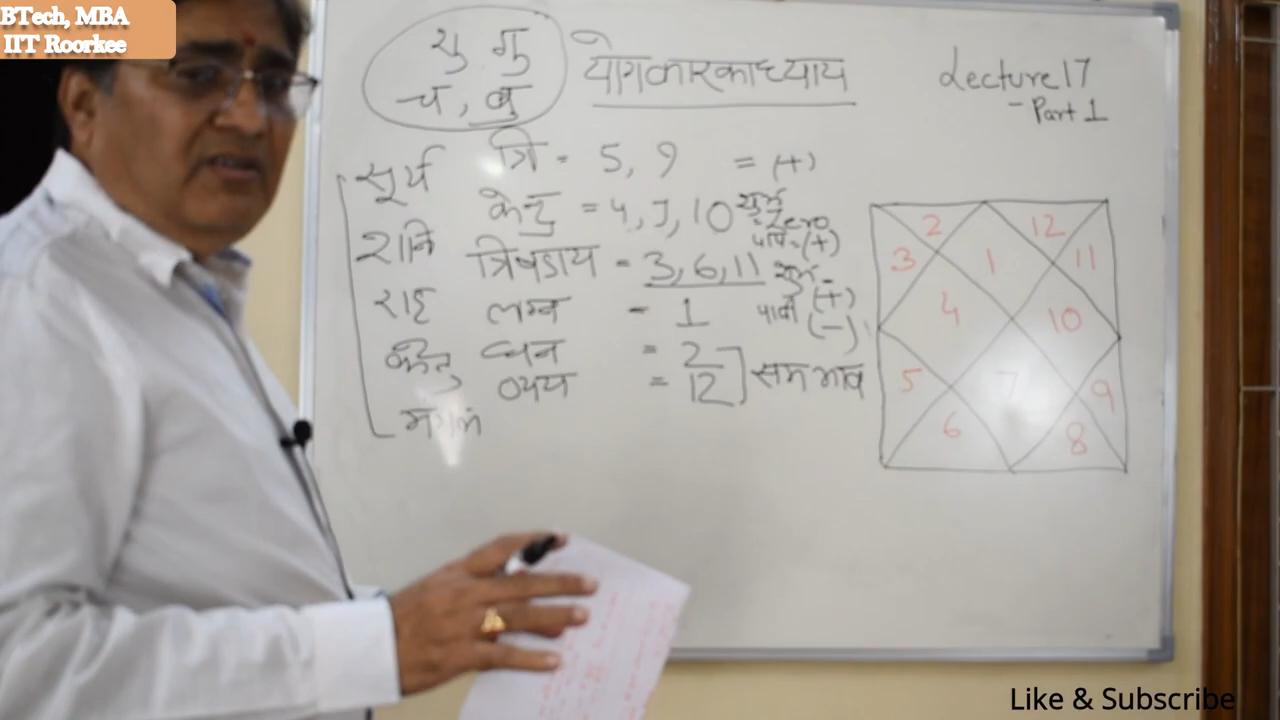 BTech, MBA
IIT Roorkee
शु गु
च, बु
योगकारकाध्याय
Lecture 17
- Part 1
सूर्य
शनि
राहु
केतु
मंगल
त्रि - 5, 9 = (+)
केन्द्र = 4, 7, 10 शुभ = Zero
पाप = (+)
त्रिषडाय - 3, 6, 11 शुभ - (+)
पापी (-)
लग्न - 1
धन = 2
व्यय = 12
सम भाव
2 12
3 1 11
4 10
5 7 9
6 8
Like & Subscribe